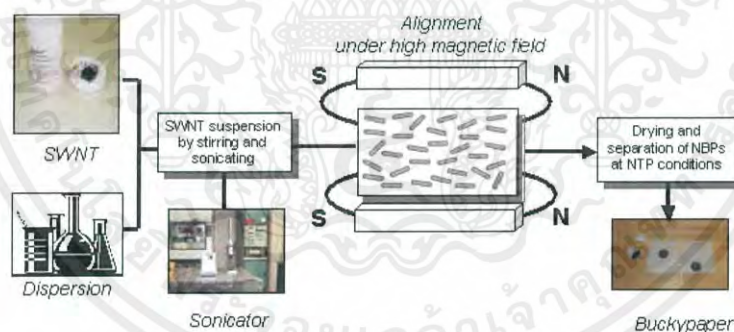 SWNT
Dispersion
SWNT suspension
by stirring and
sonicating
Sonicator
Alignment
under high magnetic field
S N
S N
Drying and
separation of NBPs
at NTP conditions
Buckypaper